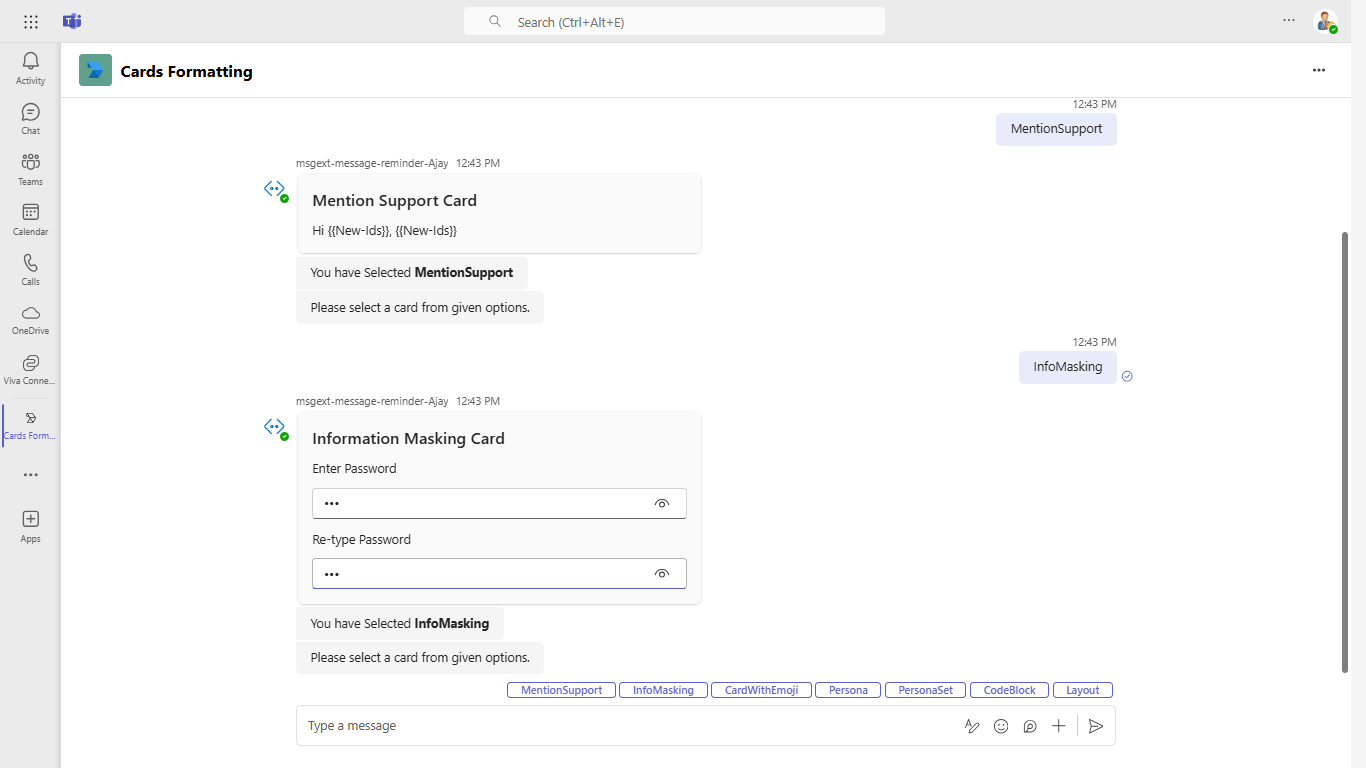 Search (Ctrl+Alt+E)
Activity
Chat
Teams
Calendar
Calls
OneDrive
Viva Conne...
Cards Form...
Apps
Cards Formatting
12:43 PM
MentionSupport
msgext-message-reminder-Ajay 12:43 PM
Mention Support Card
Hi {{New-Ids}}, {{New-Ids}}
You have Selected MentionSupport
Please select a card from given options.
12:43 PM
InfoMasking
msgext-message-reminder-Ajay 12:43 PM
Information Masking Card
Enter Password
•••
Re-type Password
•••
You have Selected InfoMasking
Please select a card from given options.
MentionSupport InfoMasking CardWithEmoji Persona PersonaSet CodeBlock Layout
Type a message